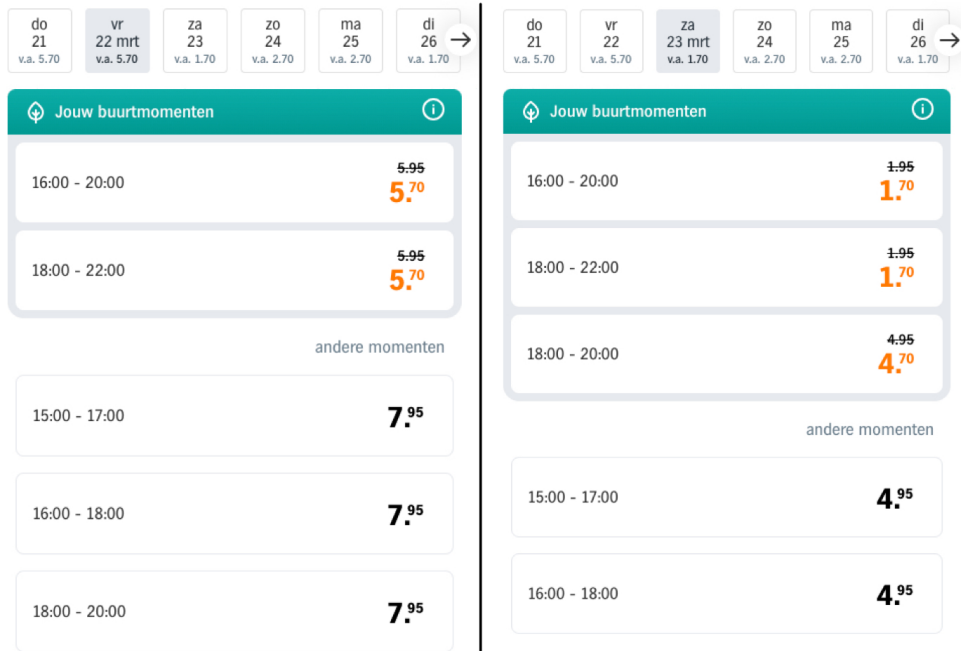 do vr za zo ma di
21 22 mrt 23 24 25 26
v.a. 5.70 v.a. 5.70 v.a. 1.70 v.a. 2.70 v.a. 2.70 v.a. 1.70
Jouw buurtmomenten
16:00 - 20:00 5.95
5.70
18:00 - 22:00 5.95
5.70
andere momenten
15:00 - 17:00 7.95
16:00 - 18:00 7.95
18:00 - 20:00 7.95
do vr za zo ma di
21 22 23 mrt 24 25 26
v.a. 5.70 v.a. 5.70 v.a. 1.70 v.a. 2.70 v.a. 2.70 v.a. 1.70
Jouw buurtmomenten
16:00 - 20:00 1.95
1.70
18:00 - 22:00 1.95
1.70
18:00 - 20:00 4.95
4.70
andere momenten
15:00 - 17:00 4.95
16:00 - 18:00 4.95